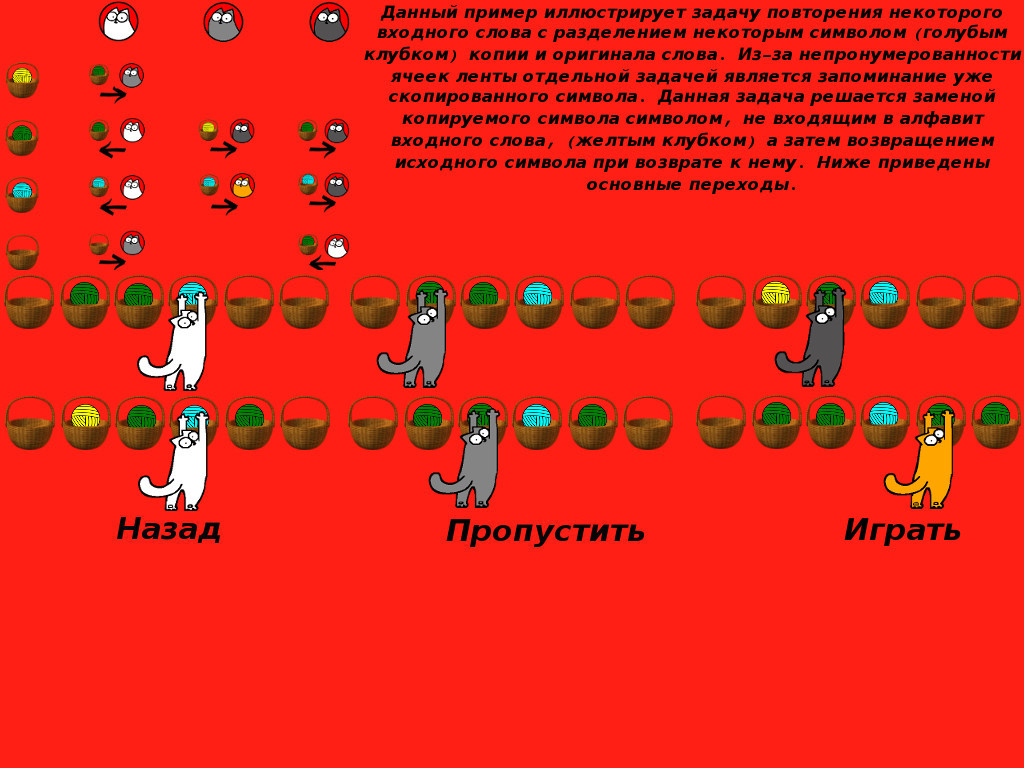 Данный пример иллюстрирует задачу повторения некоторого
входного слова с разделением некоторым символом (голубым
клубком) копии и оригинала слова. Из-за непронумерованности
ячеек ленты отдельной задачей является запоминание уже
скопированного символа. Данная задача решается заменой
копируемого символа символом, не входящим в алфавит
входного слова, (желтым клубком) а затем возвращением
исходного символа при возврате к нему. Ниже приведены
основные переходы.
Назад
Пропустить
Играть